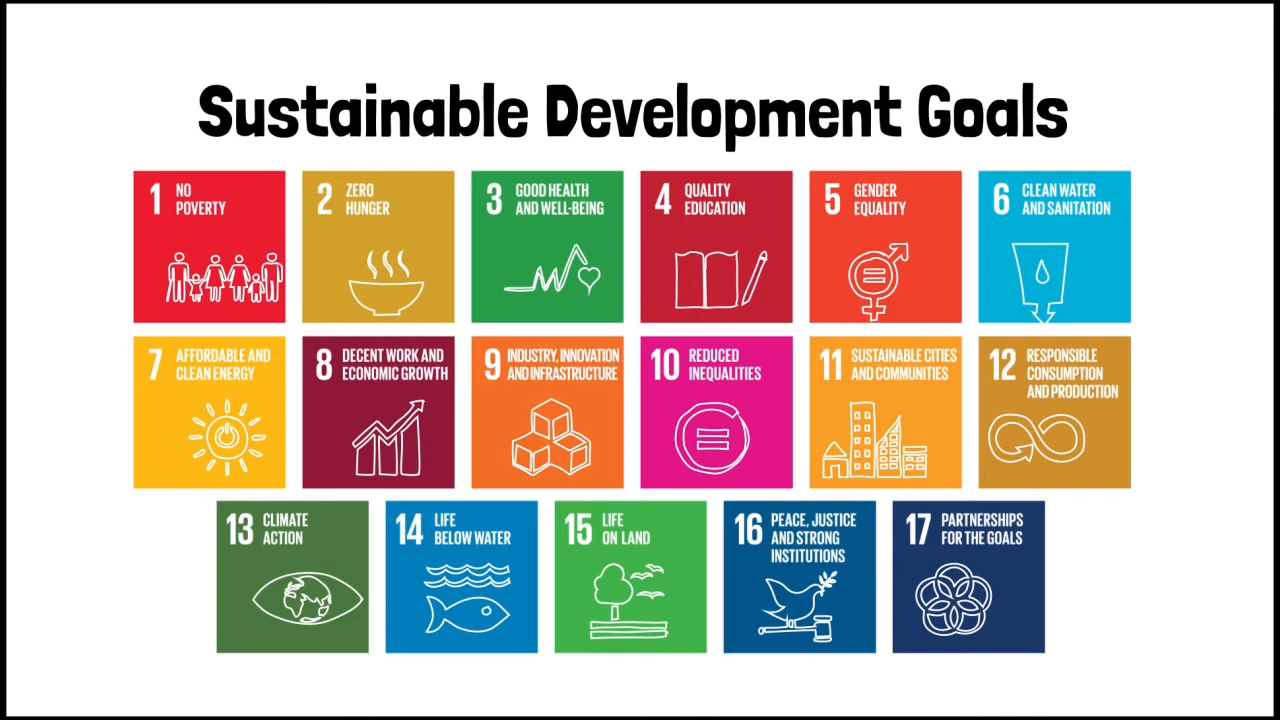 Sustainable Development Goals
1 NO
POVERTY
2 ZERO
HUNGER
3 GOOD HEALTH
AND WELL-BEING
4 QUALITY
EDUCATION
5 GENDER
EQUALITY
6 CLEAN WATER
AND SANITATION
7 AFFORDABLE AND
CLEAN ENERGY
8 DECENT WORK AND
ECONOMIC GROWTH
9 INDUSTRY, INNOVATION
AND INFRASTRUCTURE
10 REDUCED
INEQUALITIES
11 SUSTAINABLE CITIES
AND COMMUNITIES
12 RESPONSIBLE
CONSUMPTION
AND PRODUCTION
13 CLIMATE
ACTION
14 LIFE
BELOW WATER
15 LIFE
ON LAND
16 PEACE, JUSTICE
AND STRONG
INSTITUTIONS
17 PARTNERSHIPS
FOR THE GOALS